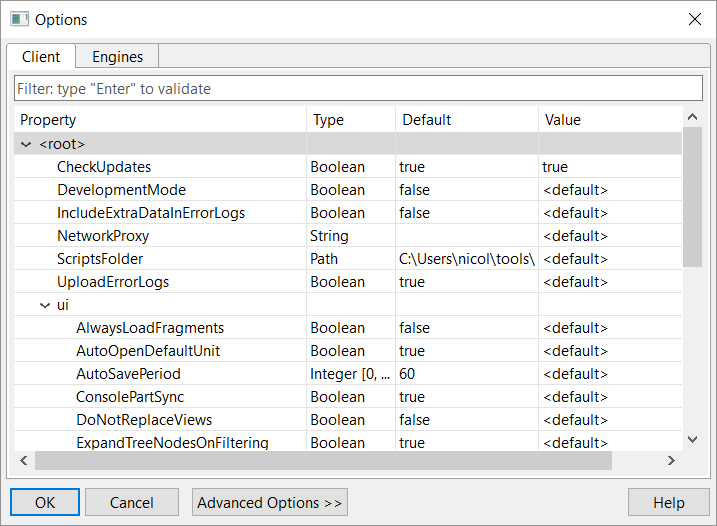 Options
Client Engines
Filter: type "Enter" to validate
Property Type Default Value
<root>
CheckUpdates Boolean true true
DevelopmentMode Boolean false <default>
IncludeExtraDataInErrorLogs Boolean false <default>
NetworkProxy String <default>
ScriptsFolder Path C:\Users\nicol\tools\ <default>
UploadErrorLogs Boolean true <default>
ui
AlwaysLoadFragments Boolean false <default>
AutoOpenDefaultUnit Boolean true <default>
AutoSavePeriod Integer [0, ... 60 <default>
ConsolePartSync Boolean true <default>
DoNotReplaceViews Boolean false <default>
ExpandTreeNodesOnFiltering Boolean true <default>
OK Cancel Advanced Options >> Help